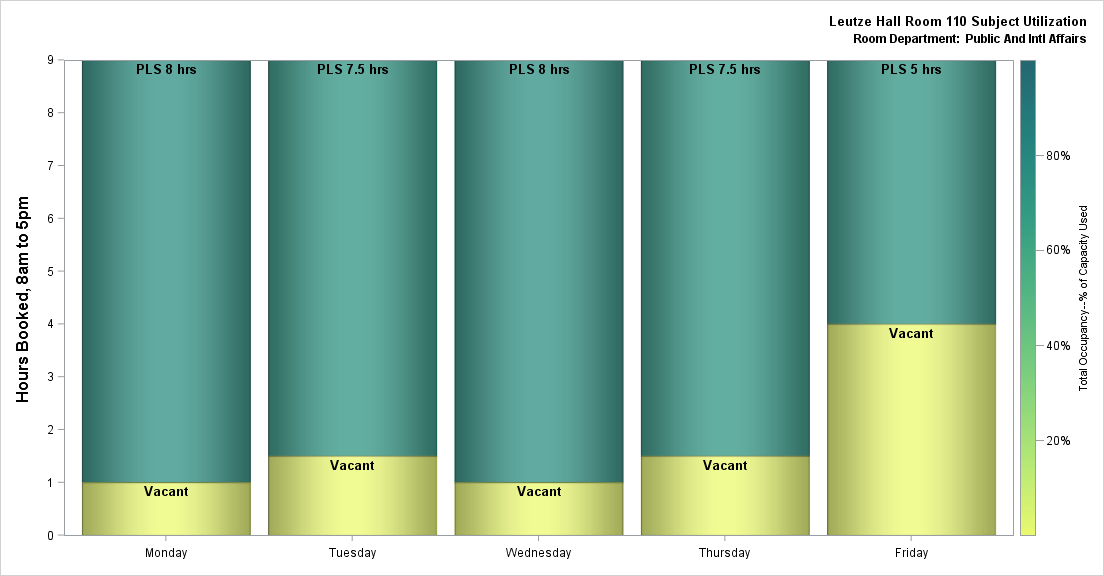 Leutze Hall Room 110 Subject Utilization
Room Department: Public And Intl Affairs
Hours Booked, 8am to 5pm
9
8
7
6
5
4
3
2
1
0
PLS 8 hrs
PLS 7.5 hrs
PLS 8 hrs
PLS 7.5 hrs
PLS 5 hrs
Vacant
Vacant
Vacant
Vacant
Vacant
Monday
Tuesday
Wednesday
Thursday
Friday
80%
60%
40%
20%
Total Occupancy--% of Capacity Used